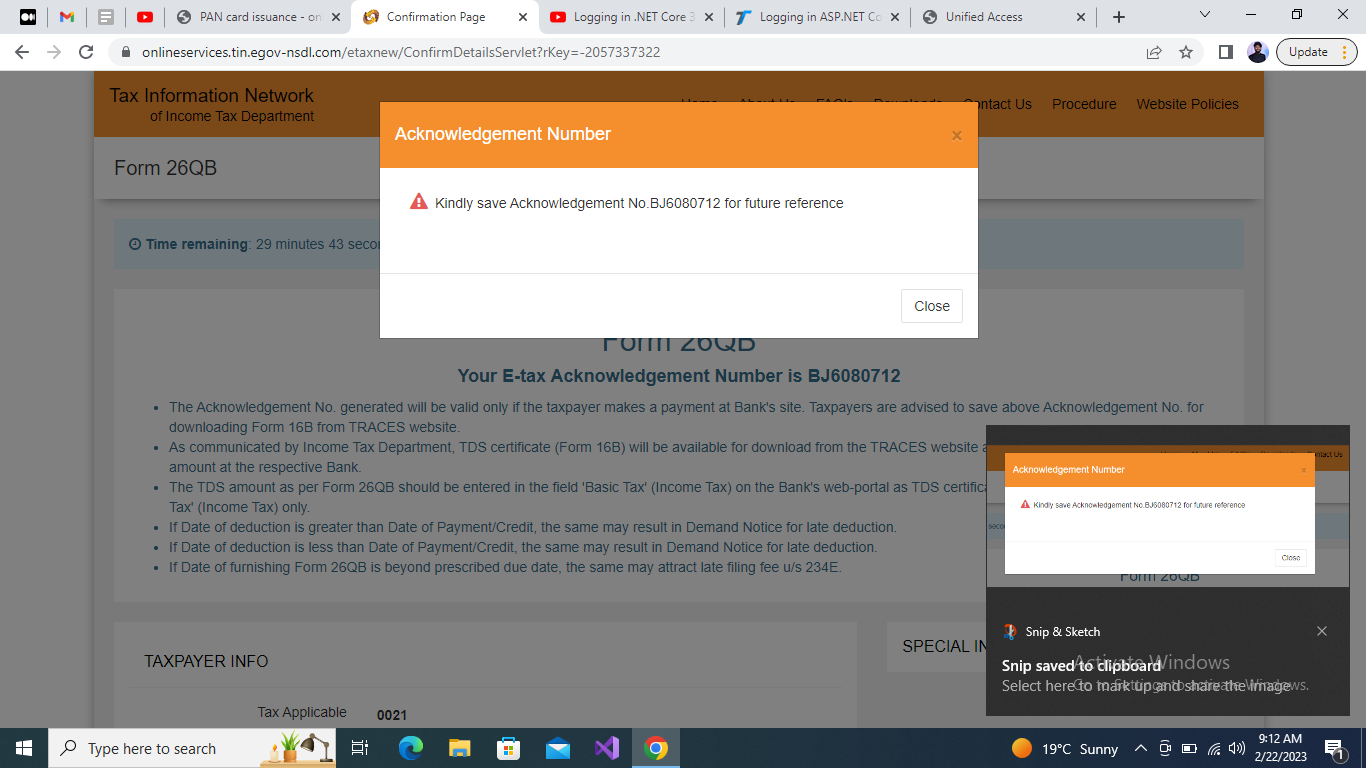 PAN card issuance - on
Confirmation Page
Logging in .NET Core 3
Logging in ASP.NET Co
Unified Access
onlineservices.tin.egov-nsdl.com/etaxnew/ConfirmDetailsServlet?rKey=-2057337322
Update
Tax Information Network
of Income Tax Department
Home About Us FAQ's Downloads Contact Us Procedure Website Policies
Acknowledgement Number
Kindly save Acknowledgement No.BJ6080712 for future reference
Close
Form 26QB
Time remaining: 29 minutes 43 secon
Form 26QB
Your E-tax Acknowledgement Number is BJ6080712
The Acknowledgement No. generated will be valid only if the taxpayer makes a payment at Bank's site. Taxpayers are advised to save above Acknowledgement No. for
downloading Form 16B from TRACES website.
As communicated by Income Tax Department, TDS certificate (Form 16B) will be available for download from the TRACES website a
amount at the respective Bank.
The TDS amount as per Form 26QB should be entered in the field 'Basic Tax' (Income Tax) on the Bank's web-portal as TDS certifica
Tax' (Income Tax) only.
If Date of deduction is greater than Date of Payment/Credit, the same may result in Demand Notice for late deduction.
If Date of deduction is less than Date of Payment/Credit, the same may result in Demand Notice for late deduction.
If Date of furnishing Form 26QB is beyond prescribed due date, the same may attract late filing fee u/s 234E.
TAXPAYER INFO
Tax Applicable 0021
SPECIAL IN
ntact Us
Acknowledgement Number
Kindly save Acknowledgement No.BJ6080712 for future reference
secon
Close
Form 26QB
Snip & Sketch
Snip saved to clipboard
Select here to mark up and share the image
Activate Windows
Go to Settings to activate Windows.
Type here to search
19°C Sunny
9:12 AM
2/22/2023
1